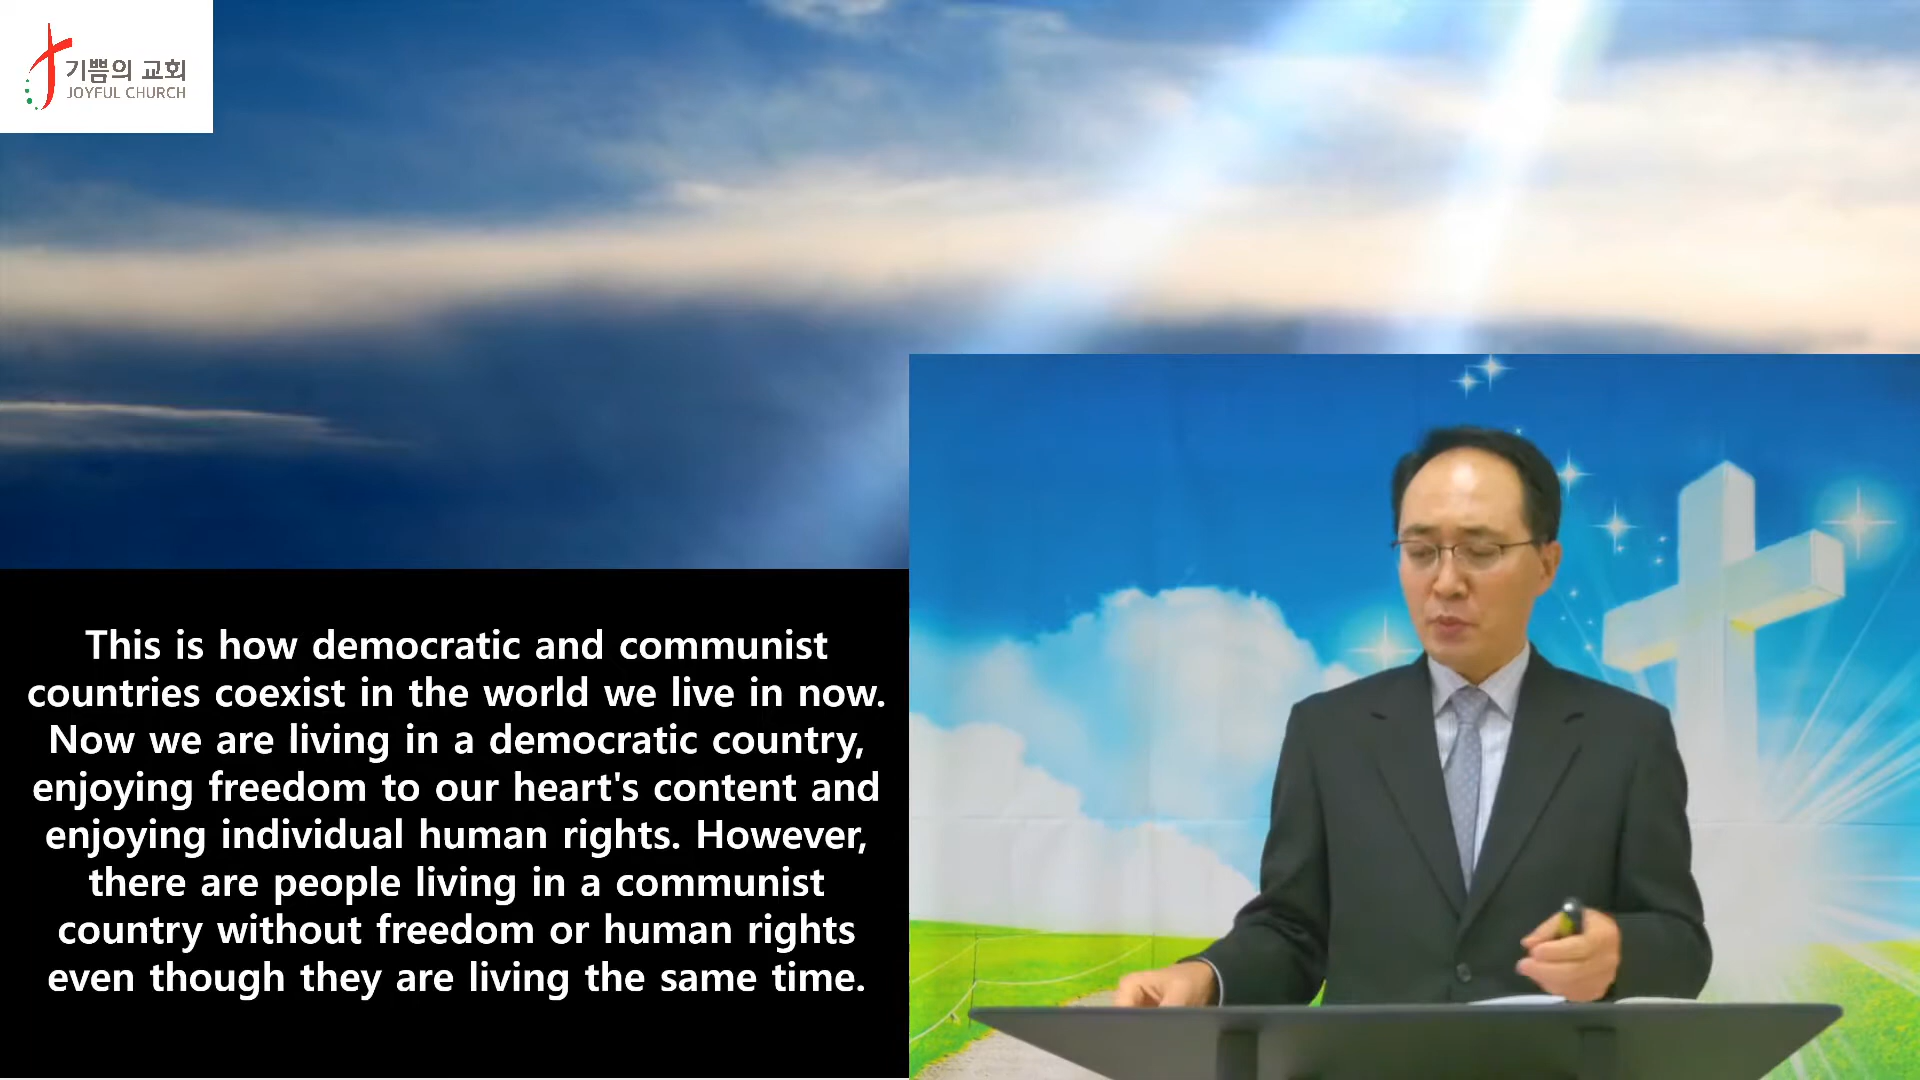 기쁨의 교회
JOYFUL CHURCH
This is how democratic and communist
countries coexist in the world we live in now.
Now we are living in a democratic country,
enjoying freedom to our heart's content and
enjoying individual human rights. However,
there are people living in a communist
country without freedom or human rights
even though they are living the same time.